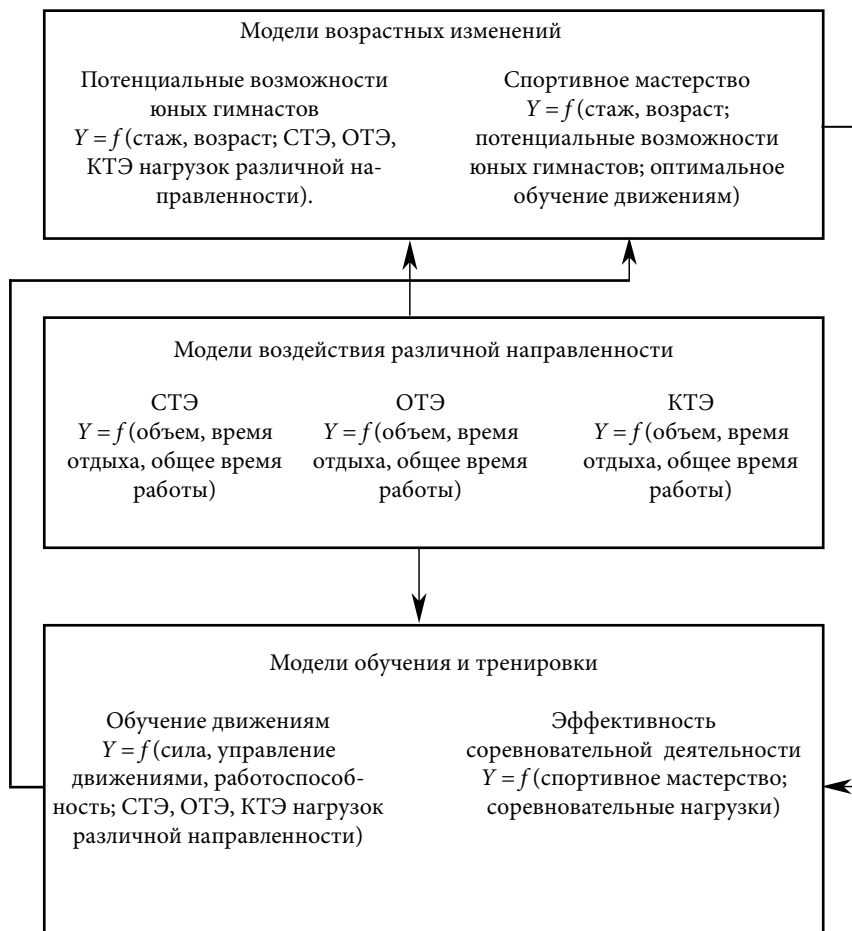 Модели возрастных изменений
Потенциальные возможности
юных гимнастов
Y = f (стаж, возраст; СТЭ, ОТЭ,
КТЭ нагрузок различной на-
правленности).
Спортивное мастерство
Y = f (стаж, возраст;
потенциальные возможности
юных гимнастов; оптимальное
обучение движениям)
Модели воздействия различной направленности
СТЭ
Y = f (объем, время
отдыха, общее время
работы)
ОТЭ
Y = f (объем, время
отдыха, общее время
работы)
КТЭ
Y = f (объем, время
отдыха, общее время
работы)
Модели обучения и тренировки
Обучение движениям
Y = f (сила, управление
движениями, работоспособ-
ность; СТЭ, ОТЭ, КТЭ нагрузок
различной направленности)
Эффективность
соревновательной деятельности
Y = f (спортивное мастерство;
соревновательные нагрузки)